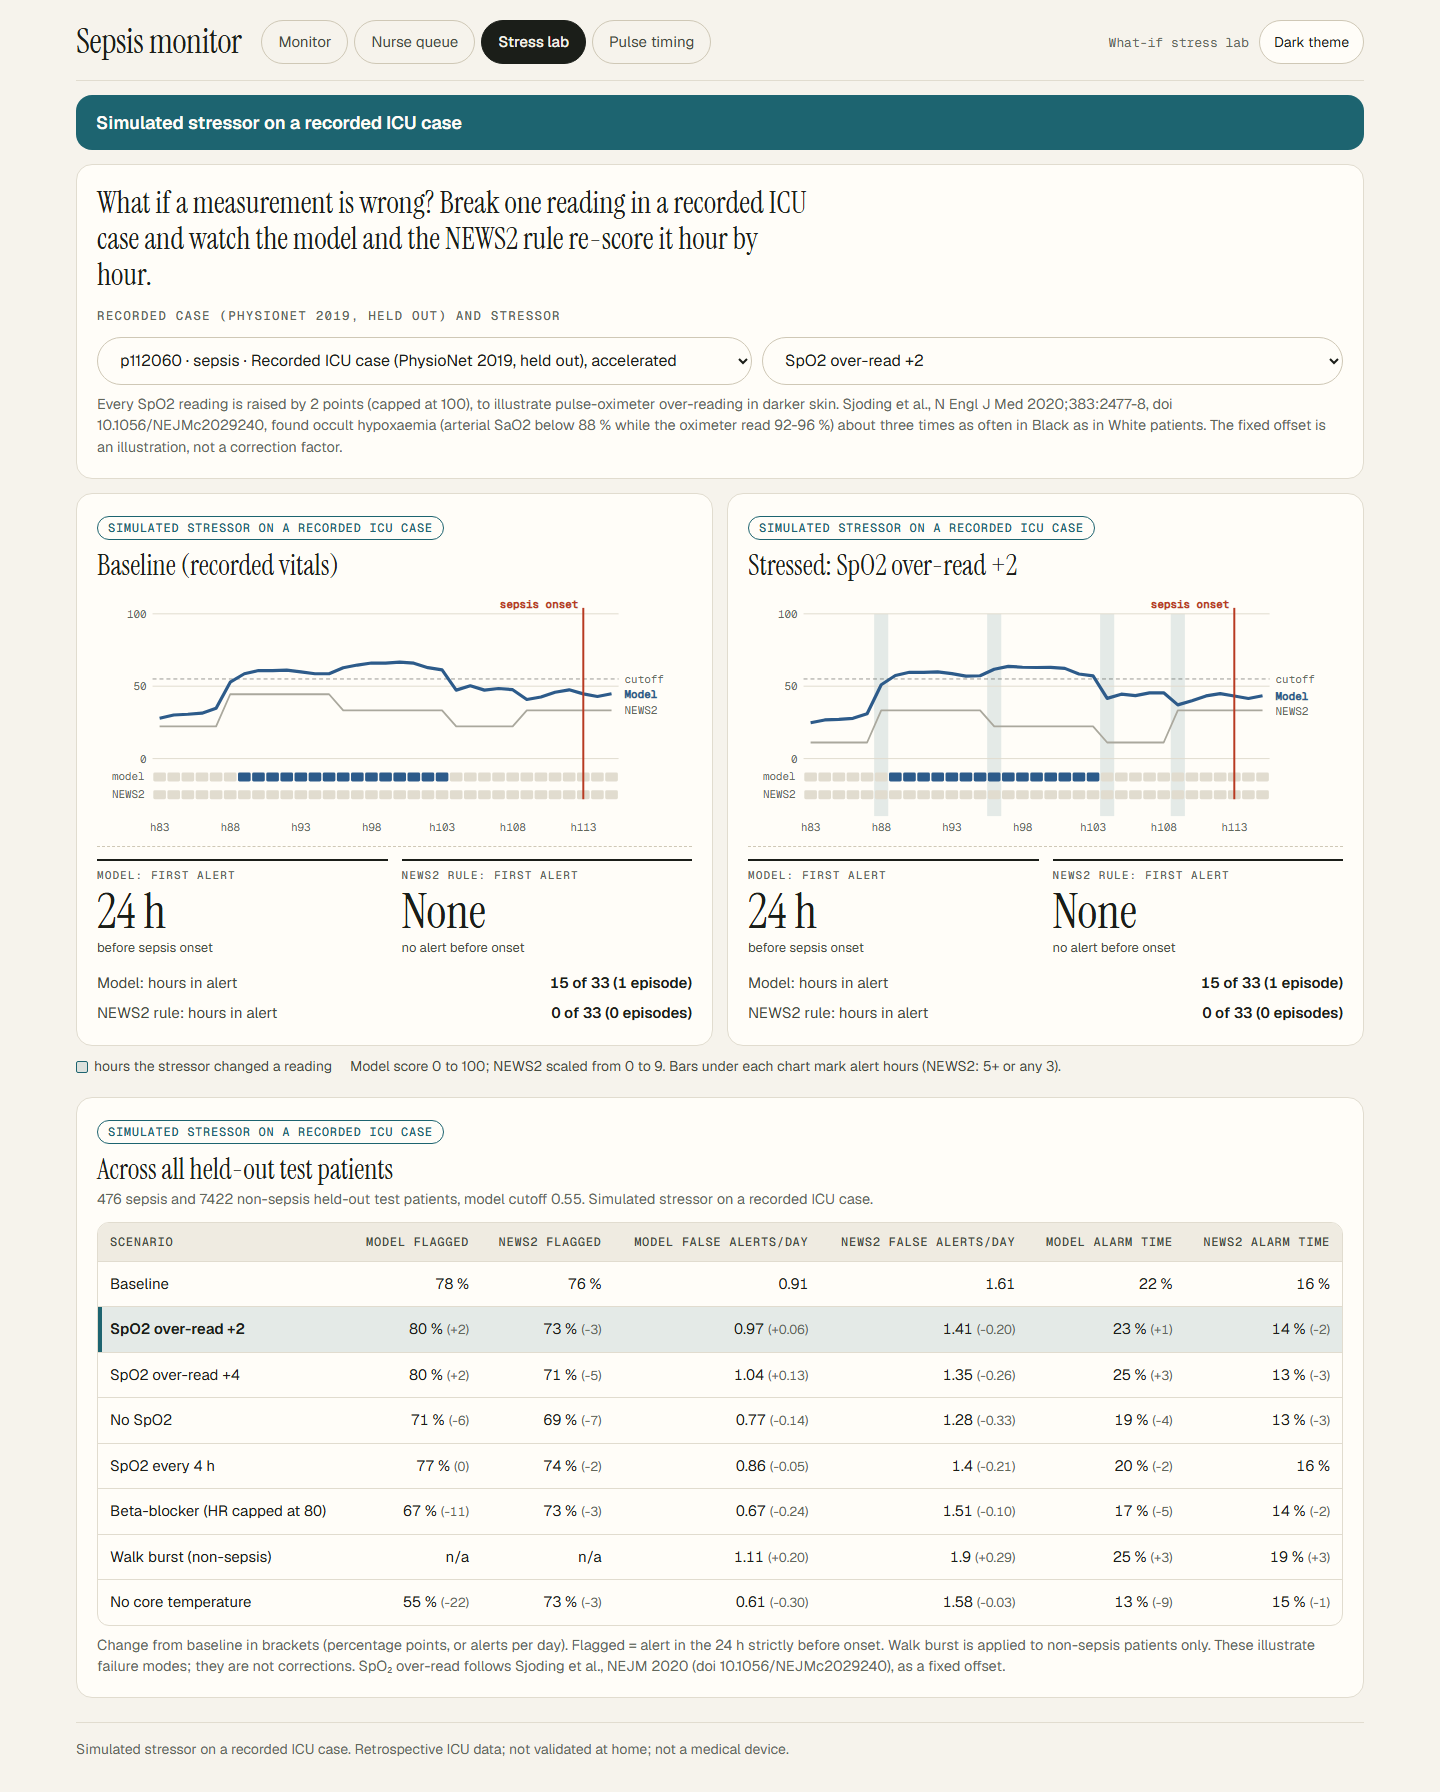 Sepsis monitor
Monitor
Nurse queue
Stress lab
Pulse timing
What-if stress lab
Dark theme
Simulated stressor on a recorded ICU case
What if a measurement is wrong? Break one reading in a recorded ICU
case and watch the model and the NEWS2 rule re-score it hour by
hour.
RECORDED CASE (PHYSIONET 2019, HELD OUT) AND STRESSOR
p112060 · sepsis · Recorded ICU case (PhysioNet 2019, held out), accelerated
SpO2 over-read +2
Every SpO2 reading is raised by 2 points (capped at 100), to illustrate pulse-oximeter over-reading in darker skin. Sjoding et al., N Engl J Med 2020;383:2477-8, doi
10.1056/NEJMc2029240, found occult hypoxaemia (arterial SaO2 below 88 % while the oximeter read 92-96 %) about three times as often in Black as in White patients. The fixed offset is
an illustration, not a correction factor.
SIMULATED STRESSOR ON A RECORDED ICU CASE
Baseline (recorded vitals)
sepsis onset
100
50
0
cutoff
Model
NEWS2
model
NEWS2
h83 h88 h93 h98 h103 h108 h113
MODEL: FIRST ALERT
24 h
before sepsis onset
NEWS2 RULE: FIRST ALERT
None
no alert before onset
Model: hours in alert 15 of 33 (1 episode)
NEWS2 rule: hours in alert 0 of 33 (0 episodes)
SIMULATED STRESSOR ON A RECORDED ICU CASE
Stressed: SpO2 over-read +2
sepsis onset
100
50
0
cutoff
Model
NEWS2
model
NEWS2
h83 h88 h93 h98 h103 h108 h113
MODEL: FIRST ALERT
24 h
before sepsis onset
NEWS2 RULE: FIRST ALERT
None
no alert before onset
Model: hours in alert 15 of 33 (1 episode)
NEWS2 rule: hours in alert 0 of 33 (0 episodes)
hours the stressor changed a reading Model score 0 to 100; NEWS2 scaled from 0 to 9. Bars under each chart mark alert hours (NEWS2: 5+ or any 3).
SIMULATED STRESSOR ON A RECORDED ICU CASE
Across all held-out test patients
476 sepsis and 7422 non-sepsis held-out test patients, model cutoff 0.55. Simulated stressor on a recorded ICU case.
SCENARIO MODEL FLAGGED NEWS2 FLAGGED MODEL FALSE ALERTS/DAY NEWS2 FALSE ALERTS/DAY MODEL ALARM TIME NEWS2 ALARM TIME
Baseline 78 % 76 % 0.91 1.61 22 % 16 %
SpO2 over-read +2 80 % (+2) 73 % (-3) 0.97 (+0.06) 1.41 (-0.20) 23 % (+1) 14 % (-2)
SpO2 over-read +4 80 % (+2) 71 % (-5) 1.04 (+0.13) 1.35 (-0.26) 25 % (+3) 13 % (-3)
No SpO2 71 % (-6) 69 % (-7) 0.77 (-0.14) 1.28 (-0.33) 19 % (-4) 13 % (-3)
SpO2 every 4 h 77 % (0) 74 % (-2) 0.86 (-0.05) 1.4 (-0.21) 20 % (-2) 16 %
Beta-blocker (HR capped at 80) 67 % (-11) 73 % (-3) 0.67 (-0.24) 1.51 (-0.10) 17 % (-5) 14 % (-2)
Walk burst (non-sepsis) n/a n/a 1.11 (+0.20) 1.9 (+0.29) 25 % (+3) 19 % (+3)
No core temperature 55 % (-22) 73 % (-3) 0.61 (-0.30) 1.58 (-0.03) 13 % (-9) 15 % (-1)
Change from baseline in brackets (percentage points, or alerts per day). Flagged = alert in the 24 h strictly before onset. Walk burst is applied to non-sepsis patients only. These illustrate
failure modes; they are not corrections. SpO₂ over-read follows Sjoding et al., NEJM 2020 (doi 10.1056/NEJMc2029240), as a fixed offset.
Simulated stressor on a recorded ICU case. Retrospective ICU data; not validated at home; not a medical device.